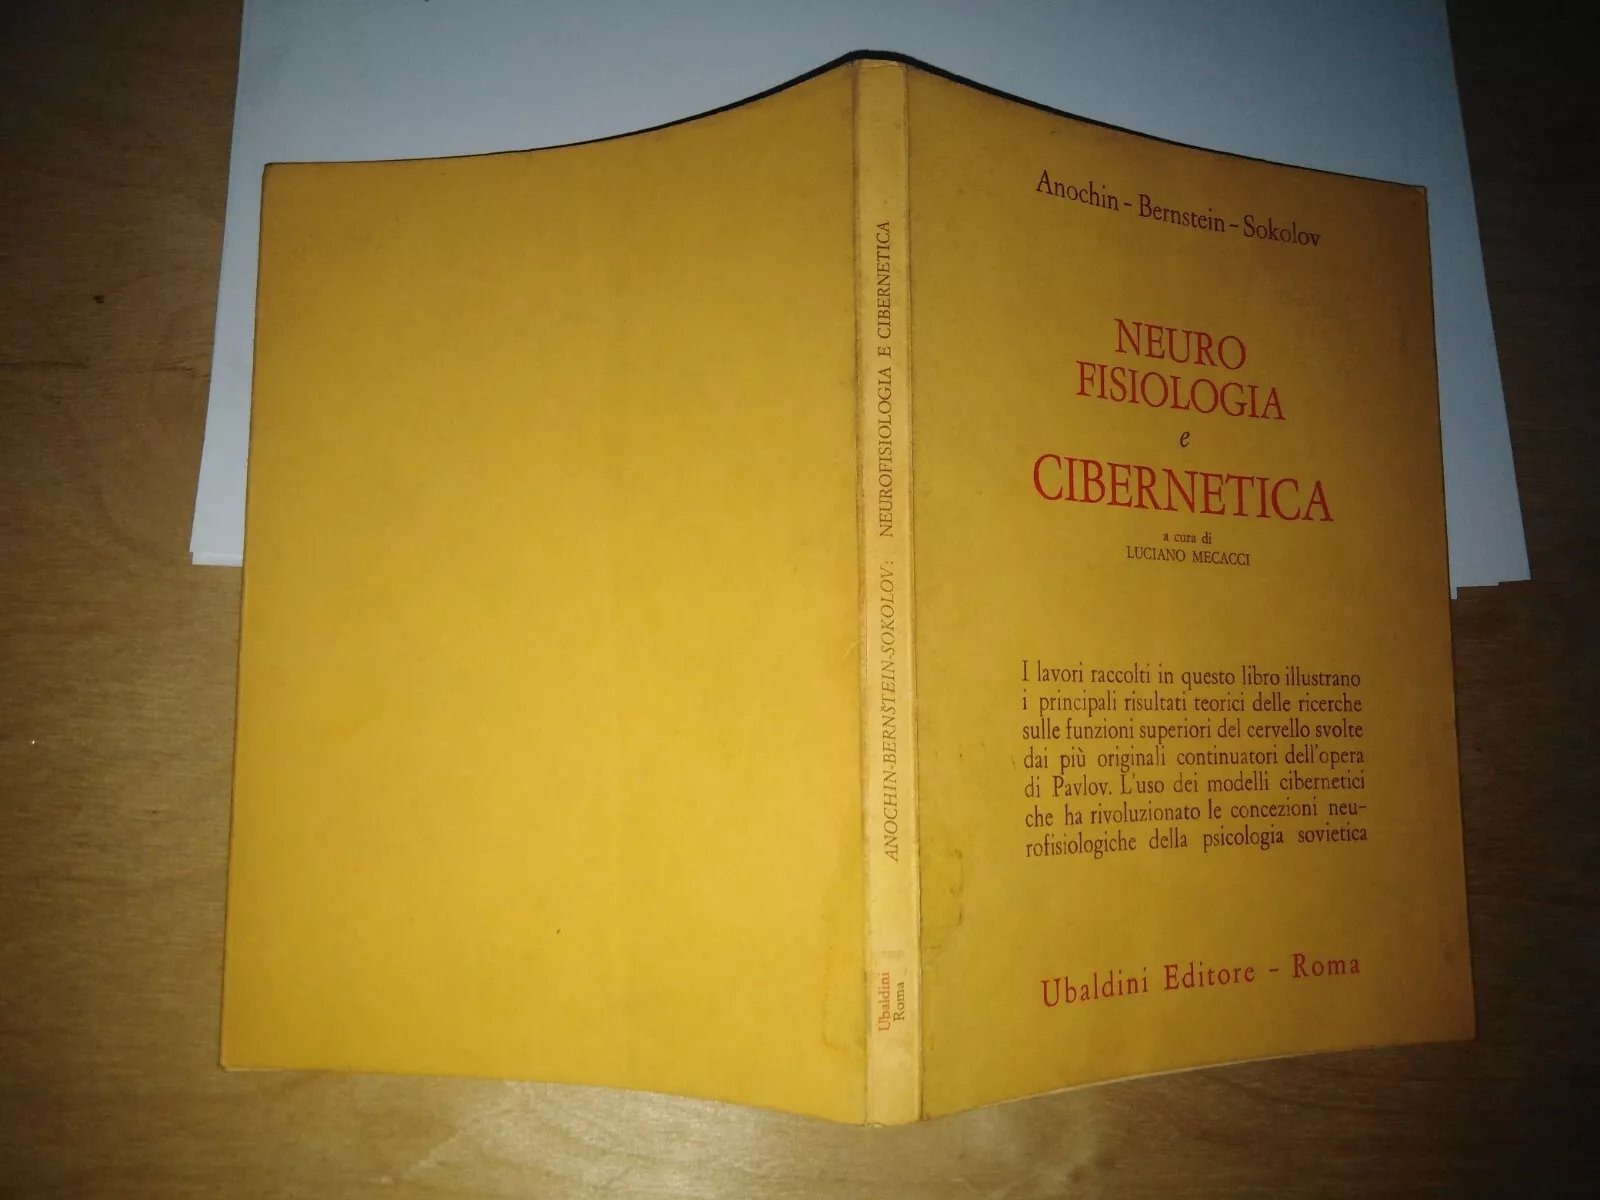 Anochin - Bernstein - Sokolov
NEURO
FISIOLOGIA
e
CIBERNETICA
a cura di
LUCIANO MECACCI
I lavori raccolti in questo libro illustrano
i principali risultati teorici delle ricerche
sulle funzioni superiori del cervello svolte
dai più originali continuatori dell'opera
di Pavlov. L'uso dei modelli cibernetici
che ha rivoluzionato le concezioni neu-
rofisiologiche della psicologia sovietica
Ubaldini Editore - Roma
ANOCHIN-BERNŠTEIN-SOKOLOV: NEUROFISIOLOGIA E CIBERNETICA
Ubaldini
Roma